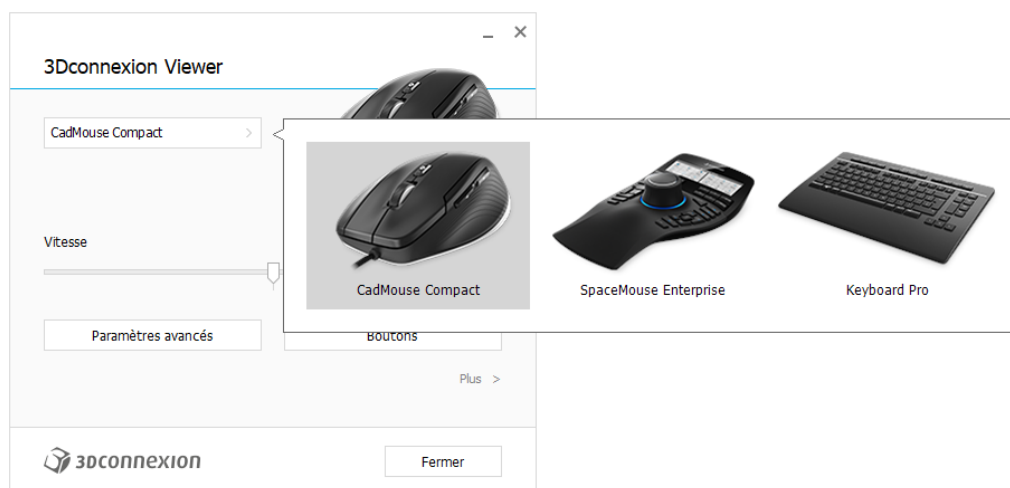 3Dconnexion Viewer
CadMouse Compact
CadMouse Compact
SpaceMouse Enterprise
Keyboard Pro
Vitesse
Paramètres avancés
Boutons
Plus >
3Dconnexion
Fermer